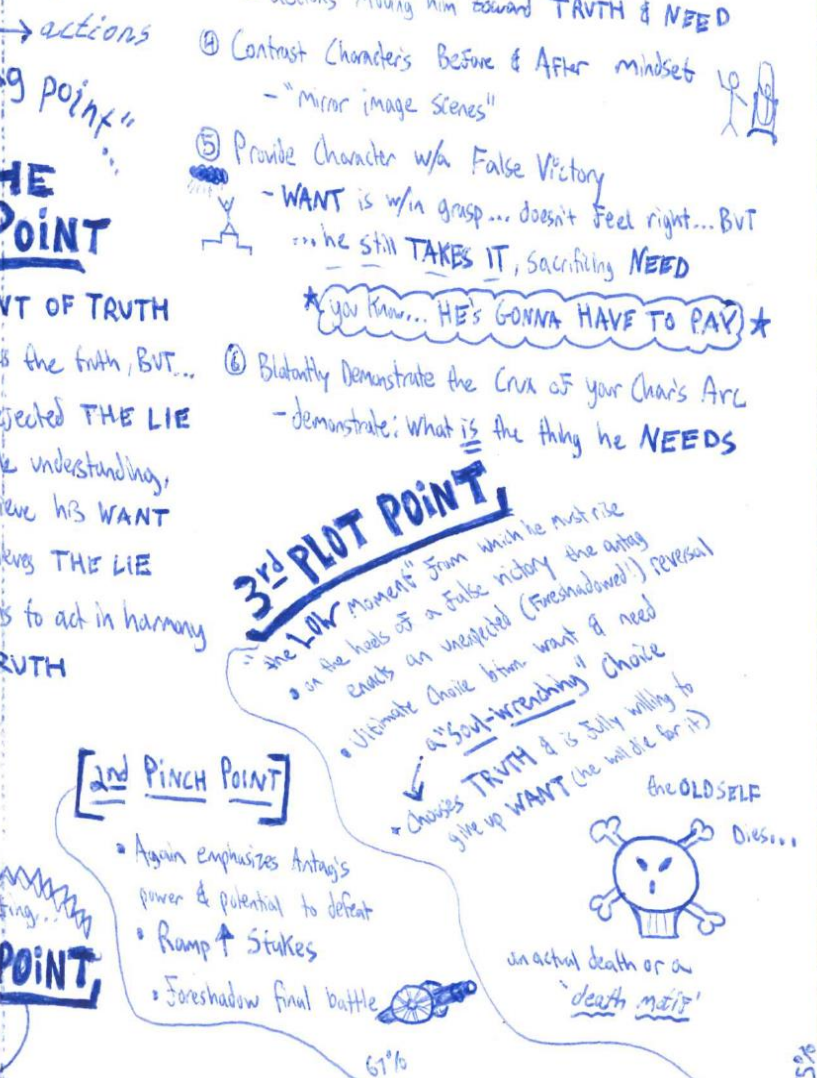 → actions
g point"...
HE
POINT
NT OF TRUTH
s the truth, BUT...
jected THE LIE
e understanding,
ieve his WANT
ieves THE LIE
s to act in harmony
RUTH
him toward TRUTH & NEED
④ Contrast Character's Before & After mindset
- "mirror image scenes"
⑤ Provide Character w/a False Victory
- WANT is w/in grasp... doesn't feel right... BUT
...he still TAKES IT, sacrificing NEED
★ you know... HE'S GONNA HAVE TO PAY ★
⑥ Blatantly Demonstrate the Crux of your Char's Arc
- demonstrate: what is the thing he NEEDS
3rd PLOT POINT
"the LOW moment" from which he must rise
• on the heels of a false victory the antag
enacts an unexpected (foreshadowed!) reversal
• Ultimate Choice btwn. want & need
a "Soul-wrenching" choice
• chooses TRUTH & is fully willing to
give up WANT (he will die for it)
[2nd PINCH POINT]
• Again emphasizes Antag's
power & potential to defeat
• Ramp ↑ Stakes
• Foreshadow final battle
the OLD SELF
Dies...
an actual death or a
'death motif'
ting...
POINT
67%
5%